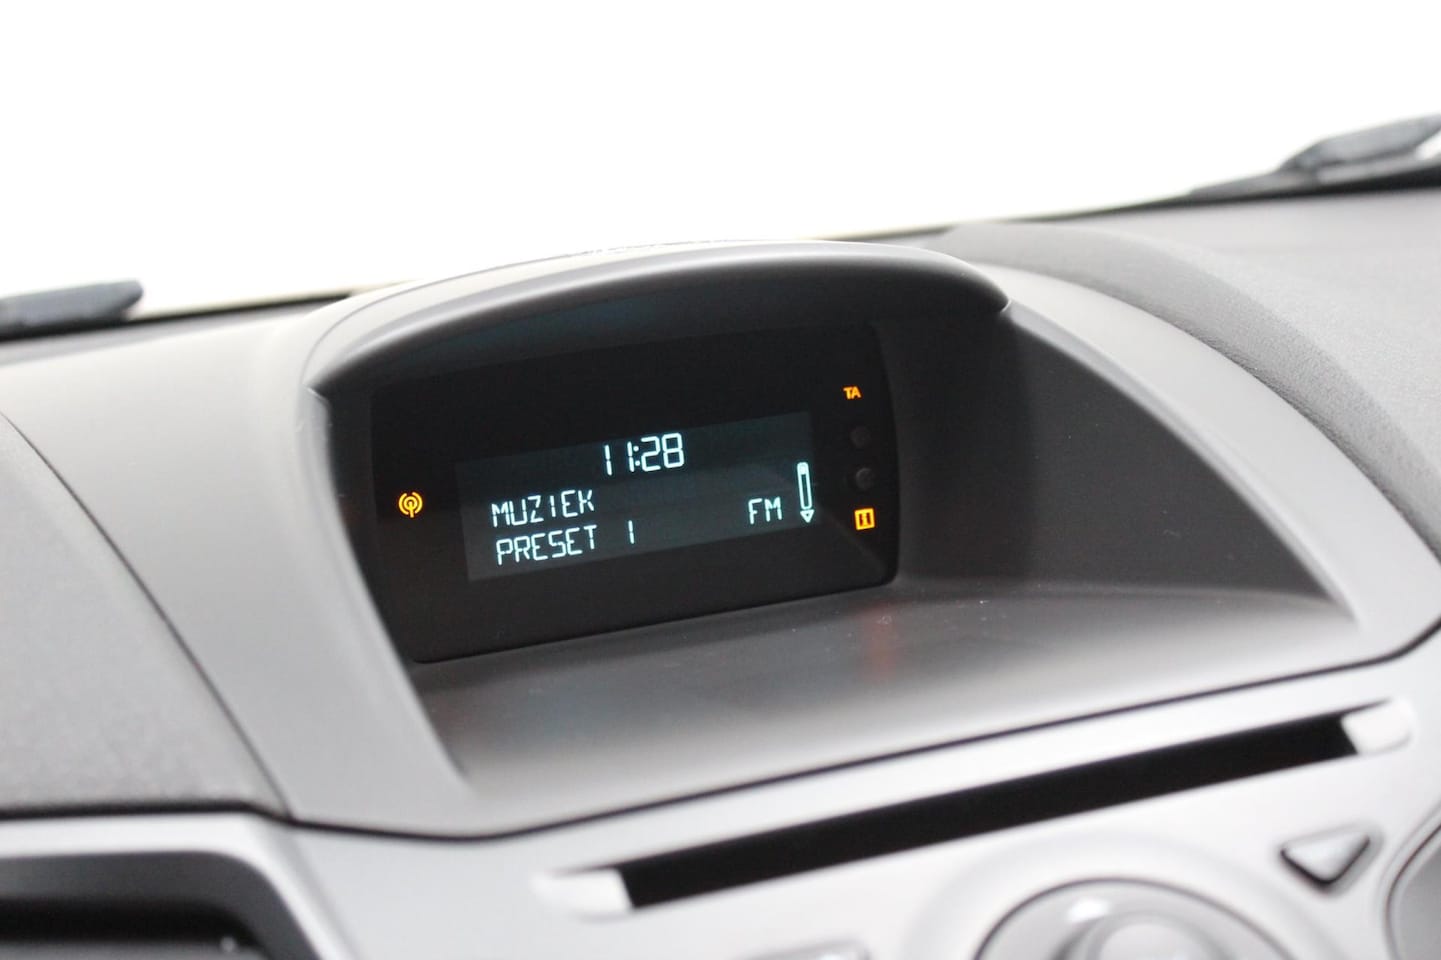 TA
11:28
MUZIEK
FM
PRESET 1